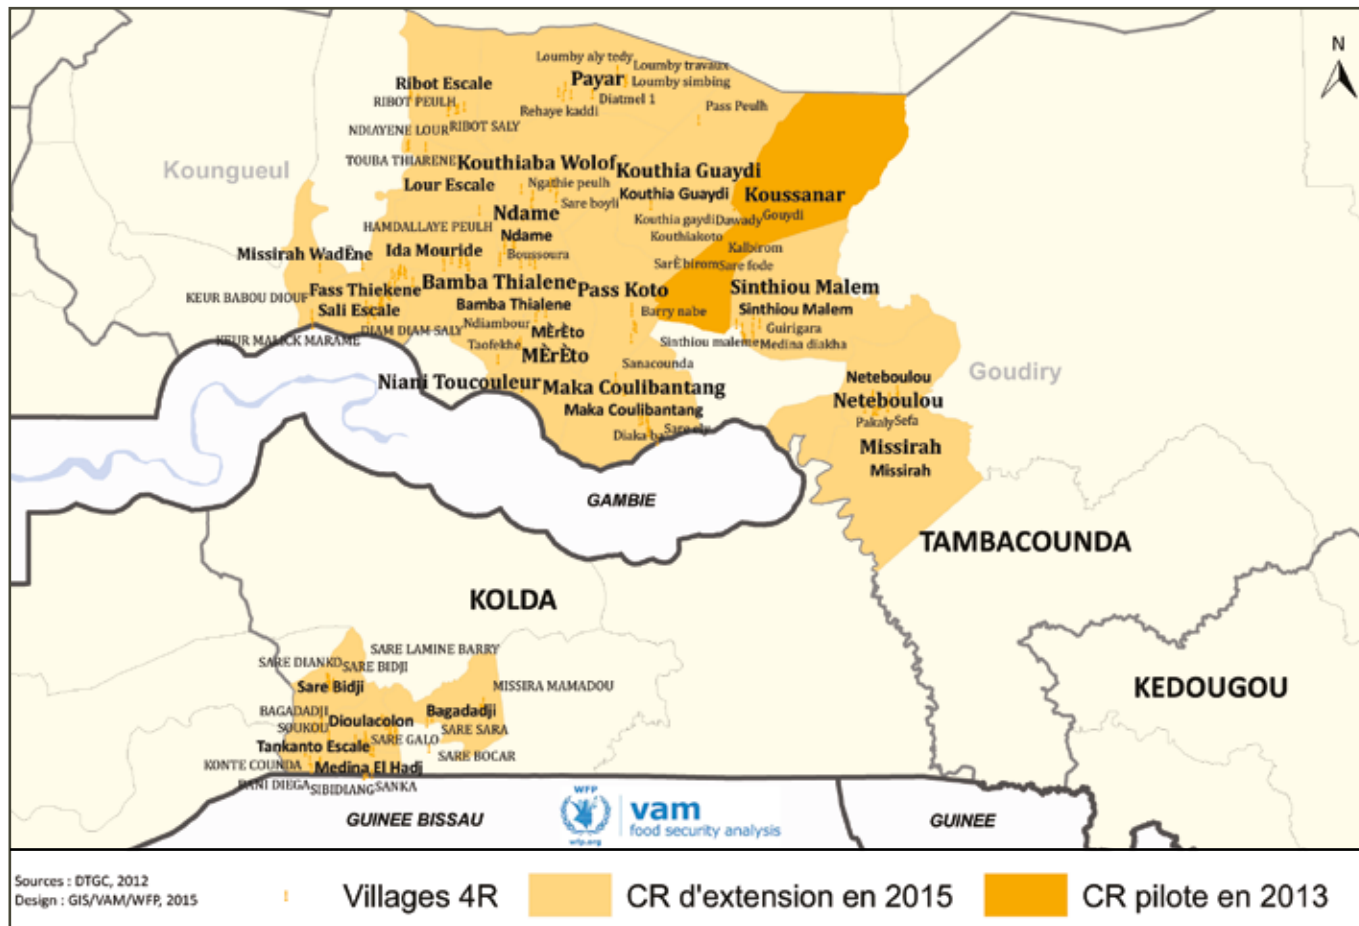 N
Loumby aly tedy
Loumby travaux
Ribot Escale
Payar
Loumby simbing
RIBOT PEULH
Diatmel 1
Rehaye kaddi
Pass Peulh
NDIAYENE LOUR
RIBOT SALY
TOUBA THIARENE
Kouthiaba Wolof
Kouthia Guaydi
Koungueul
Lour Escale
Ngathie peulh
Kouthia Guaydi
Koussanar
Sare boyli
Ndame
Kouthia gaydi
Dawady
Gouydi
HAMDALLAYE PEULH
Ndame
Kouthiakoto
Missirah WadÈne
Ida Mouride
Boussoura
Kalbirom
SarÈ birom
Sare fode
Fass Thiekene
Bamba Thialene
Pass Koto
Sinthiou Malem
KEUR BABOU DIOUF
Sali Escale
Bamba Thialene
Barry nabe
Sinthiou Malem
DIAM DIAM SALY
Ndiambour
MÈrÈto
Guirigara
KEUR MALICK MARAME
Taofekhe
MÈrÈto
Sinthiou maleme
Medina diakha
Sanacounda
Goudiry
Niani Toucouleur
Maka Coulibantang
Neteboulou
Maka Coulibantang
Neteboulou
Sare ely
Pakaly
Sefa
Missirah
Missirah
GAMBIE
TAMBACOUNDA
KOLDA
SARE LAMINE BARRY
SARE DIANKO
SARE BIDJI
Sare Bidji
MISSIRA MAMADOU
KEDOUGOU
BAGADADJI
Dioulacolon
Bagadadji
SOUKOU
SARE GALO
SARE SARA
Tankanto Escale
SARE BOCAR
KONTE COUNDA
Medina El Hadj
SIBIDIANG
SANKA
GUINEE BISSAU
WFP
wfp.org
vam
food security analysis
GUINEE
Sources : DTGC, 2012
Design : GIS/VAM/WFP, 2015
Villages 4R
CR d'extension en 2015
CR pilote en 2013